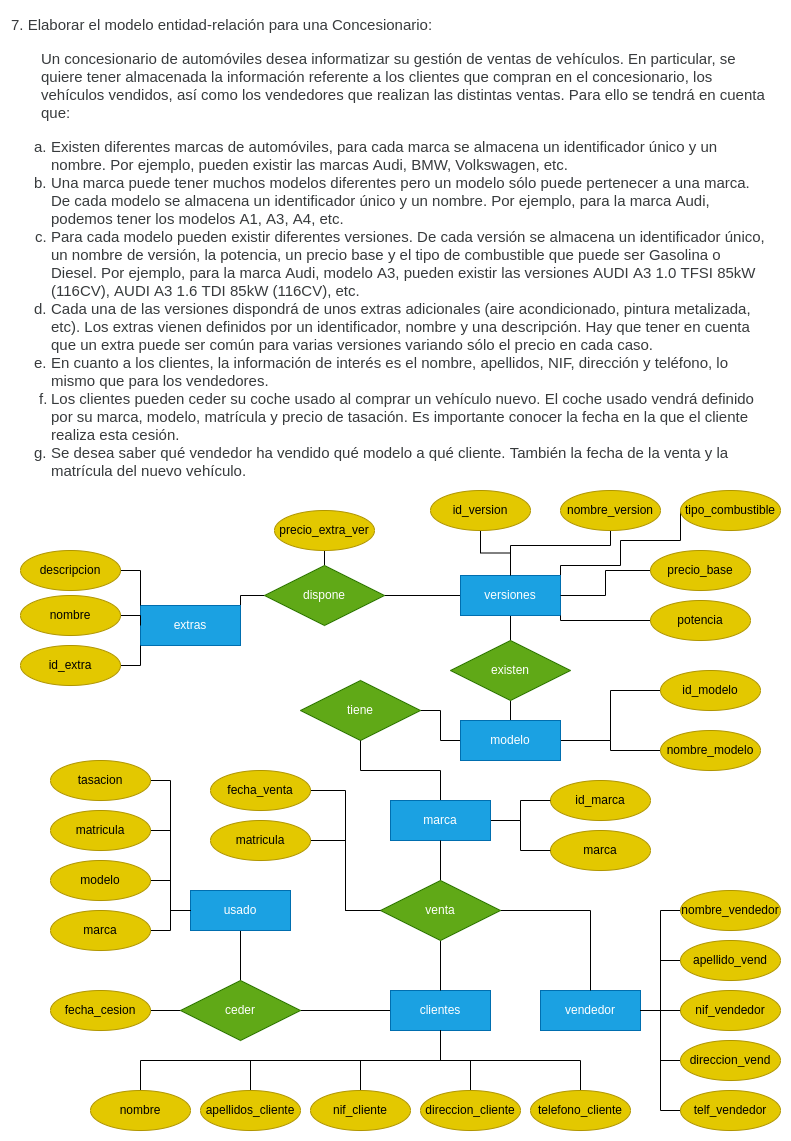 7. Elaborar el modelo entidad-relación para una Concesionario:
Un concesionario de automóviles desea informatizar su gestión de ventas de vehículos. En particular, se
quiere tener almacenada la información referente a los clientes que compran en el concesionario, los
vehículos vendidos, así como los vendedores que realizan las distintas ventas. Para ello se tendrá en cuenta
que:
a. Existen diferentes marcas de automóviles, para cada marca se almacena un identificador único y un
nombre. Por ejemplo, pueden existir las marcas Audi, BMW, Volkswagen, etc.
b. Una marca puede tener muchos modelos diferentes pero un modelo sólo puede pertenecer a una marca.
De cada modelo se almacena un identificador único y un nombre. Por ejemplo, para la marca Audi,
podemos tener los modelos A1, A3, A4, etc.
c. Para cada modelo pueden existir diferentes versiones. De cada versión se almacena un identificador único,
un nombre de versión, la potencia, un precio base y el tipo de combustible que puede ser Gasolina o
Diesel. Por ejemplo, para la marca Audi, modelo A3, pueden existir las versiones AUDI A3 1.0 TFSI 85kW
(116CV), AUDI A3 1.6 TDI 85kW (116CV), etc.
d. Cada una de las versiones dispondrá de unos extras adicionales (aire acondicionado, pintura metalizada,
etc). Los extras vienen definidos por un identificador, nombre y una descripción. Hay que tener en cuenta
que un extra puede ser común para varias versiones variando sólo el precio en cada caso.
e. En cuanto a los clientes, la información de interés es el nombre, apellidos, NIF, dirección y teléfono, lo
mismo que para los vendedores.
f. Los clientes pueden ceder su coche usado al comprar un vehículo nuevo. El coche usado vendrá definido
por su marca, modelo, matrícula y precio de tasación. Es importante conocer la fecha en la que el cliente
realiza esta cesión.
g. Se desea saber qué vendedor ha vendido qué modelo a qué cliente. También la fecha de la venta y la
matrícula del nuevo vehículo.
id_version
nombre_version
tipo_combustible
precio_extra_ver
descripcion
precio_base
dispone
versiones
nombre
extras
potencia
id_extra
existen
id_modelo
tiene
modelo
nombre_modelo
tasacion
fecha_venta
id_marca
matricula
matricula
marca
marca
modelo
usado
venta
nombre_vendedor
marca
apellido_vend
fecha_cesion
ceder
clientes
vendedor
nif_vendedor
direccion_vend
nombre
apellidos_cliente
nif_cliente
direccion_cliente
telefono_cliente
telf_vendedor